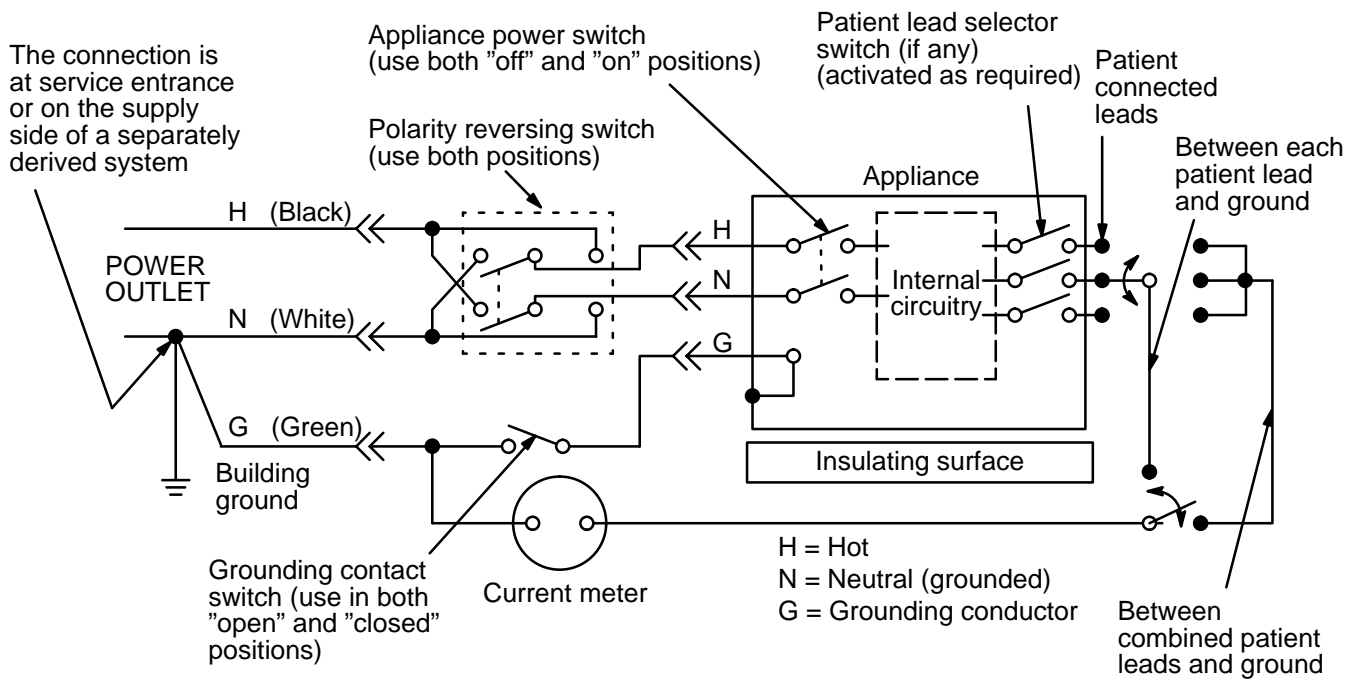 The connection is
at service entrance
or on the supply
side of a separately
derived system
Appliance power switch
(use both ”off” and ”on” positions)
Polarity reversing switch
(use both positions)
Patient lead selector
switch (if any)
(activated as required)
Patient
connected
leads
Between each
patient lead
and ground
Appliance
H (Black)
H
POWER
OUTLET
N
Internal
circuitry
N (White)
G
G (Green)
Building
ground
Insulating surface
Grounding contact
switch (use in both
”open” and ”closed”
positions)
Current meter
H = Hot
N = Neutral (grounded)
G = Grounding conductor
Between
combined patient
leads and ground